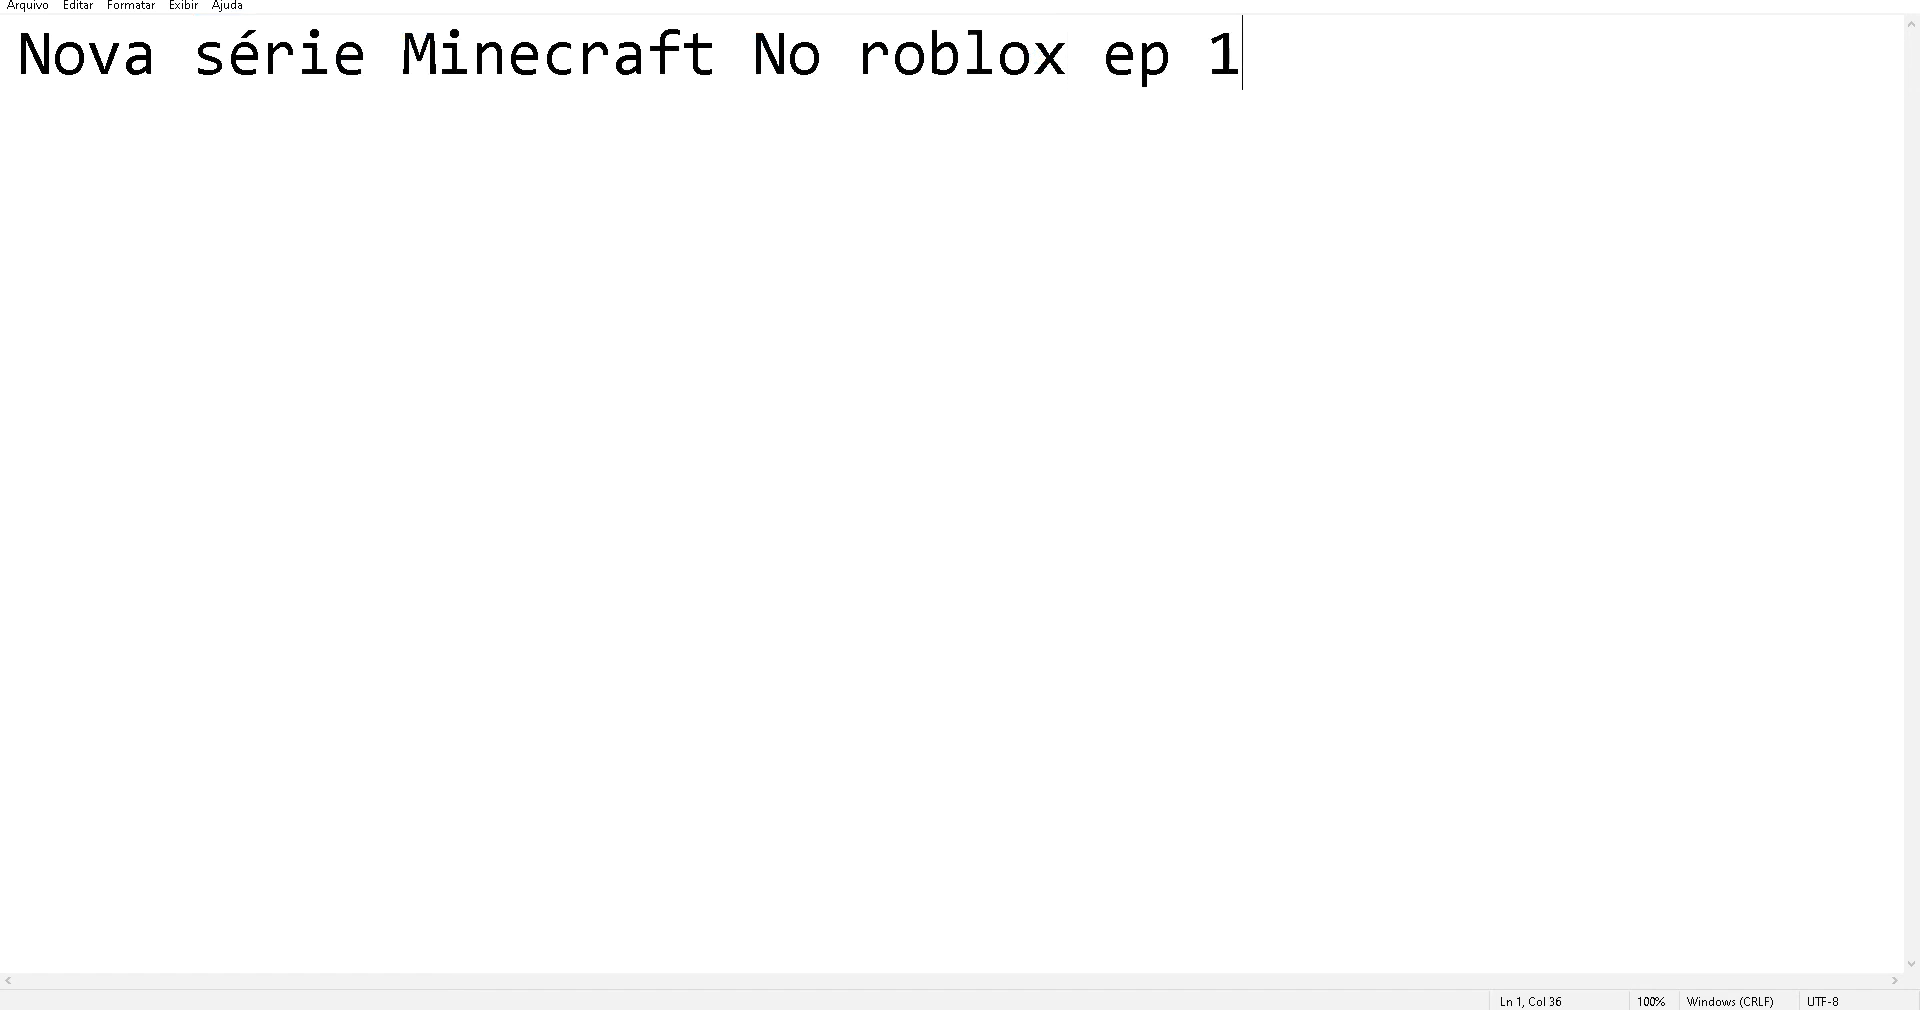 Arquivo Editar Formatar Exibir Ajuda
Nova série Minecraft No roblox ep 1
Ln 1, Col 36 100% Windows (CRLF) UTF-8